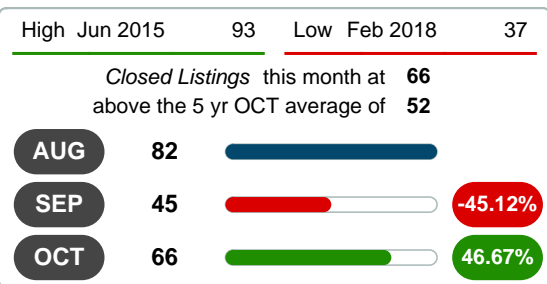 High Jun 2015 93 Low Feb 2018 37
Closed Listings this month at 66
above the 5 yr OCT average of 52
AUG 82
SEP 45 -45.12%
OCT 66 46.67%